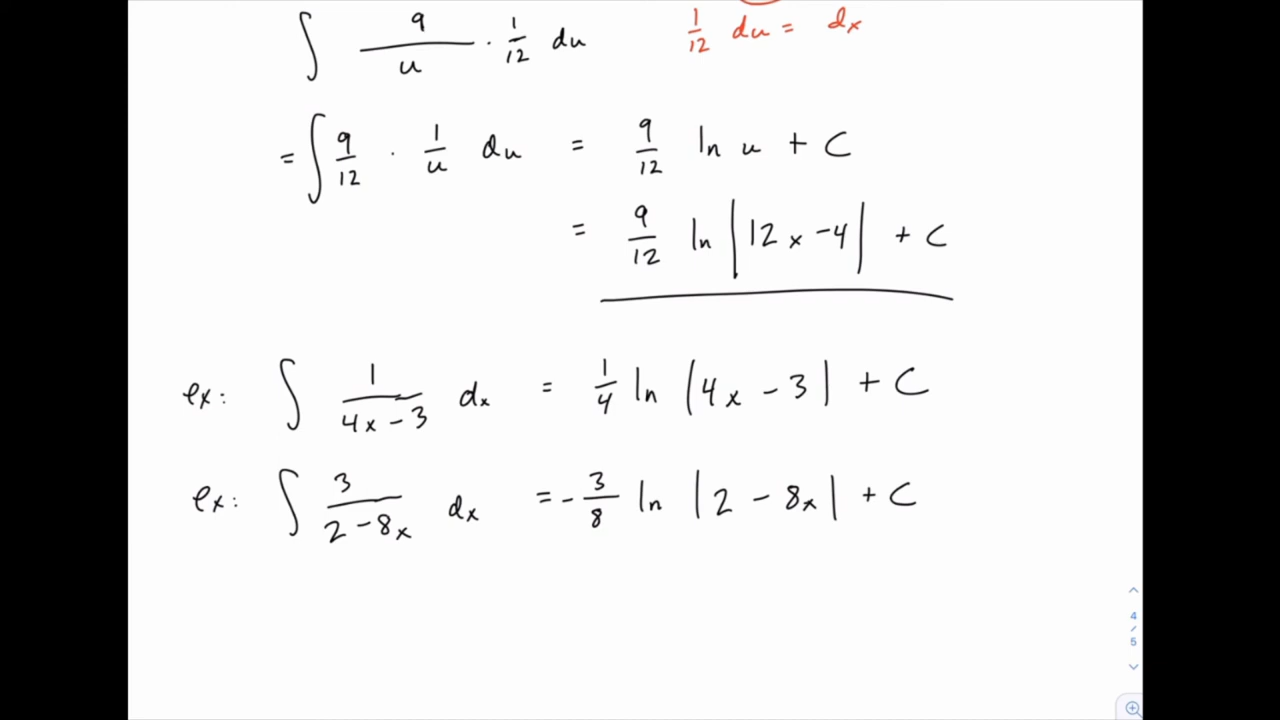 ∫ 9/u · 1/12 du    1/12 du = dx
= ∫ 9/12 · 1/u du = 9/12 ln u + C
= 9/12 ln |12x - 4| + C
ex: ∫ 1/(4x - 3) dx = 1/4 ln |4x - 3| + C
ex: ∫ 3/(2 - 8x) dx = - 3/8 ln |2 - 8x| + C
4
/
5